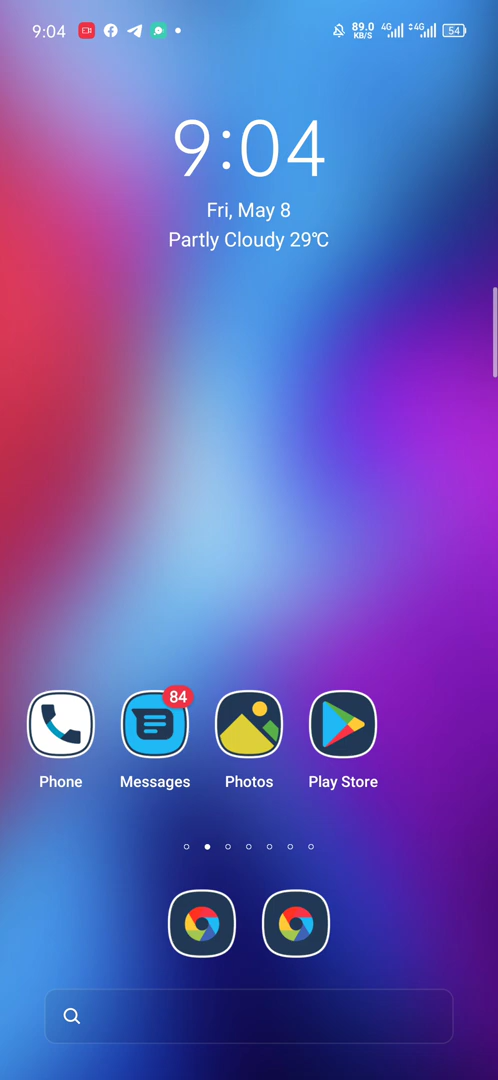 9:04
89.0
KB/S
4G
4G
54
9:04
Fri, May 8
Partly Cloudy 29℃
84
Phone
Messages
Photos
Play Store